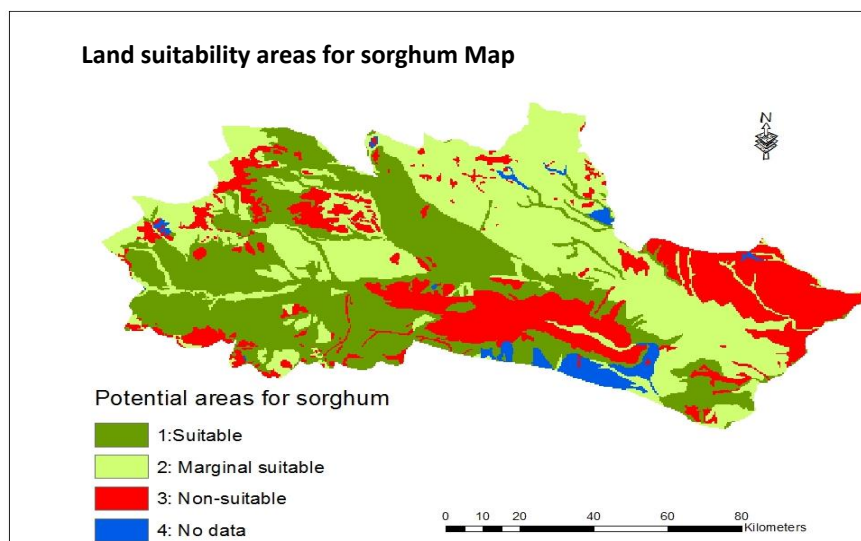 Land suitability areas for sorghum Map
N
Potential areas for sorghum
1:Suitable
2: Marginal suitable
3: Non-suitable
4: No data
0 10 20 40 60 80
Kilometers